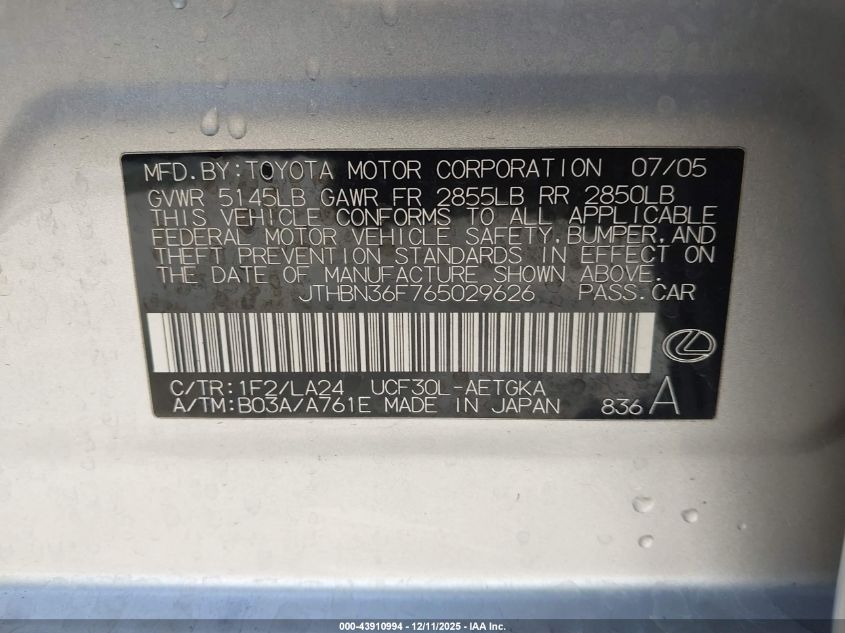 MFD.BY:TOYOTA MOTOR CORPORATION 07/05
GVWR 5145LB GAWR FR 2855LB RR 2850LB
THIS VEHICLE CONFORMS TO ALL APPLICABLE
FEDERAL MOTOR VEHICLE SAFETY, BUMPER, AND
THEFT PREVENTION STANDARDS IN EFFECT ON
THE DATE OF MANUFACTURE SHOWN ABOVE.
JTHBN36F765029626 PASS.CAR
C/TR:1F2/LA24 UCF30L-AETGKA
A/TM:B03A/A761E MADE IN JAPAN 836 A
000-43910994 - 12/11/2025 - IAA Inc.